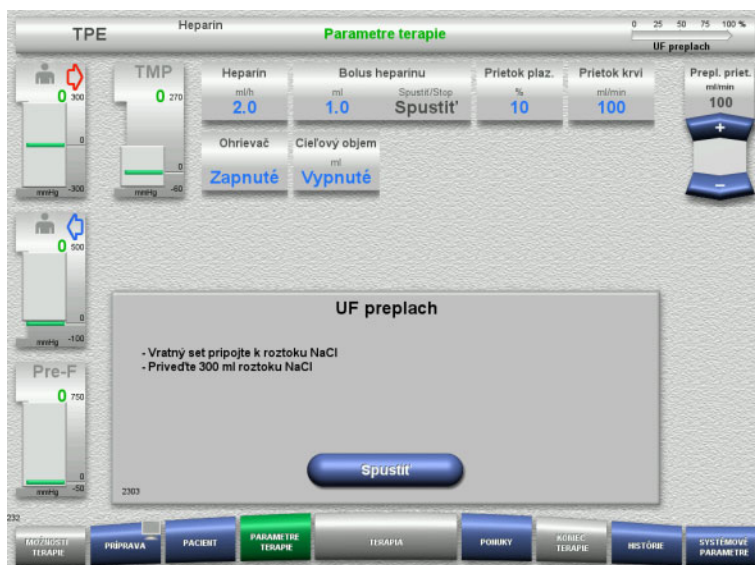 TPE
Heparín
Parametre terapie
0 25 50 75 100 %
UF preplach
0 300
0
mmHg -300
TMP
0 270
0
mmHg -60
Heparín
ml/h
2.0
Bolus heparínu
ml Spustiť/Stop
1.0 Spustiť
Prietok plaz.
%
10
Prietok krvi
ml/min
100
Prepl. priet.
ml/min
100
+
−
Ohrievač
Zapnuté
Cieľový objem
ml
Vypnuté
0 500
0
mmHg -100
Pre-F
0 750
0
mmHg -50
UF preplach
- Vratný set pripojte k roztoku NaCl
- Priveďte 300 ml roztoku NaCl
Spustiť
2303
232
MOŽNOSTI
TERAPIE
PRÍPRAVA
PACIENT
PARAMETRE
TERAPIE
TERAPIA
PONUKY
KONIEC
TERAPIE
HISTÓRIE
SYSTÉMOVÉ
PARAMETRE